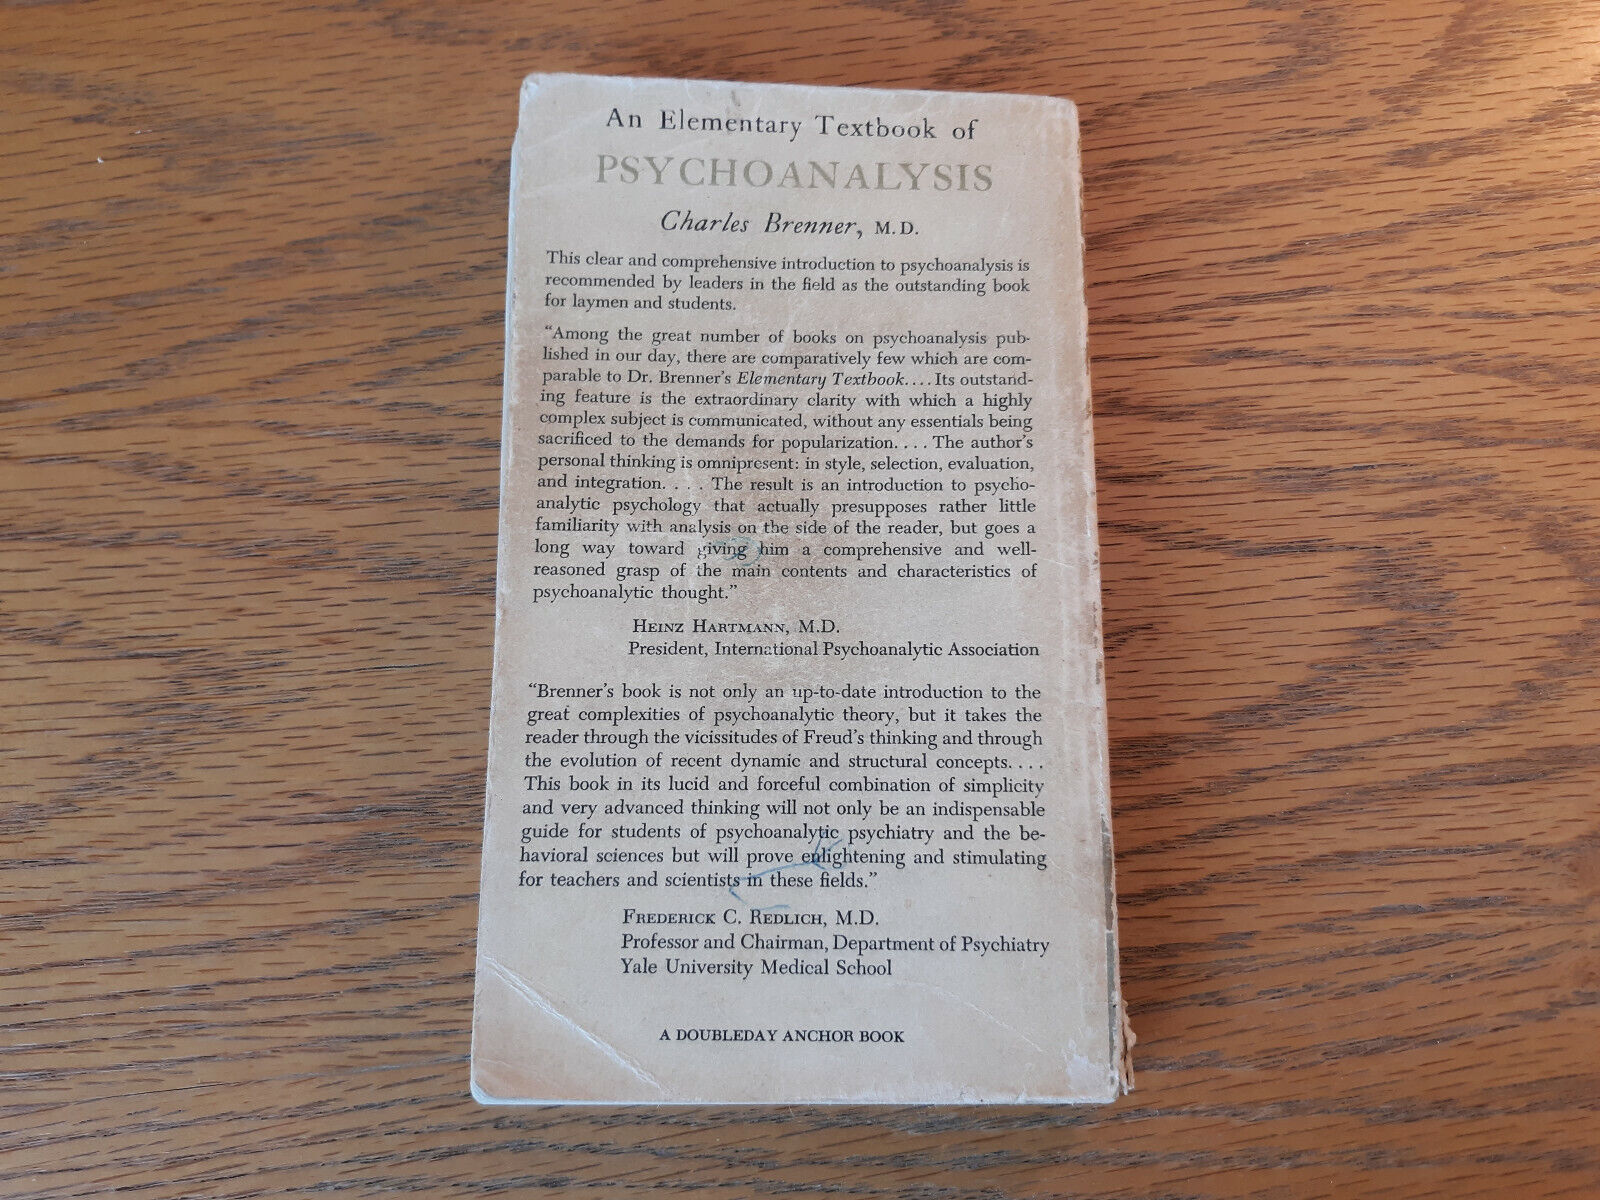 An Elementary Textbook of
PSYCHOANALYSIS
Charles Brenner, M.D.
This clear and comprehensive introduction to psychoanalysis is
recommended by leaders in the field as the outstanding book
for laymen and students.
“Among the great number of books on psychoanalysis pub-
lished in our day, there are comparatively few which are com-
parable to Dr. Brenner's Elementary Textbook.... Its outstand-
ing feature is the extraordinary clarity with which a highly
complex subject is communicated, without any essentials being
sacrificed to the demands for popularization.... The author's
personal thinking is omnipresent: in style, selection, evaluation,
and integration.... The result is an introduction to psycho-
analytic psychology that actually presupposes rather little
familiarity with analysis on the side of the reader, but goes a
long way toward giving him a comprehensive and well-
reasoned grasp of the main contents and characteristics of
psychoanalytic thought.”
HEINZ HARTMANN, M.D.
President, International Psychoanalytic Association
“Brenner's book is not only an up-to-date introduction to the
great complexities of psychoanalytic theory, but it takes the
reader through the vicissitudes of Freud's thinking and through
the evolution of recent dynamic and structural concepts....
This book in its lucid and forceful combination of simplicity
and very advanced thinking will not only be an indispensable
guide for students of psychoanalytic psychiatry and the be-
havioral sciences but will prove enlightening and stimulating
for teachers and scientists in these fields.”
FREDERICK C. REDLICH, M.D.
Professor and Chairman, Department of Psychiatry
Yale University Medical School
A DOUBLEDAY ANCHOR BOOK